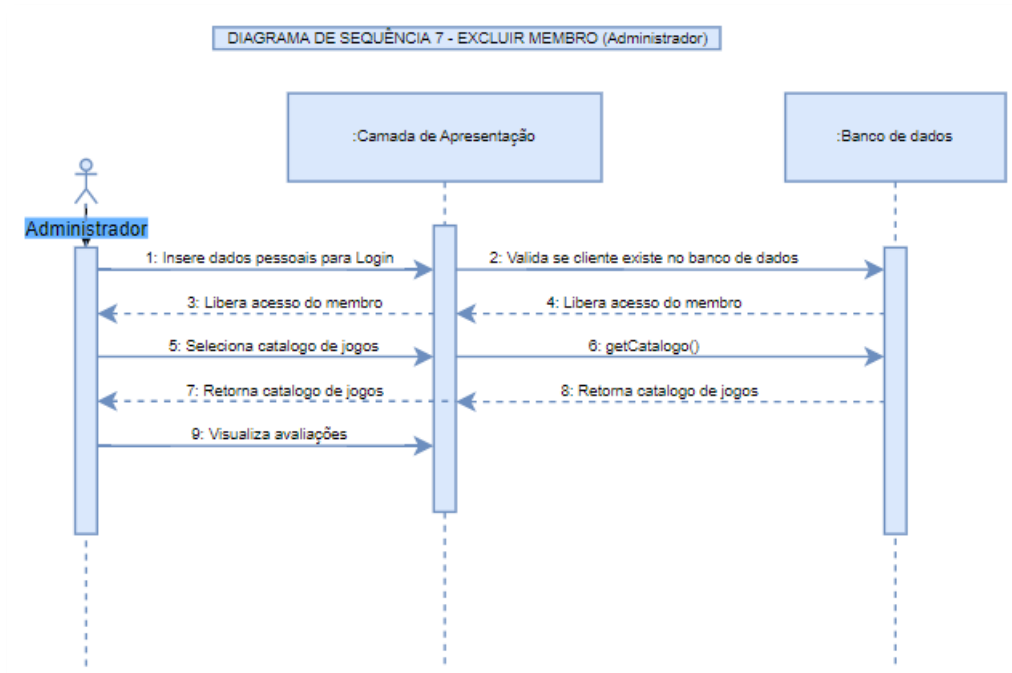 DIAGRAMA DE SEQUÊNCIA 7 - EXCLUIR MEMBRO (Administrador)
:Camada de Apresentação
:Banco de dados
Administrador
1: Insere dados pessoais para Login
2: Valida se cliente existe no banco de dados
3: Libera acesso do membro
4: Libera acesso do membro
5: Seleciona catalogo de jogos
6: getCatalogo()
7: Retorna catalogo de jogos
8: Retorna catalogo de jogos
9: Visualiza avaliações